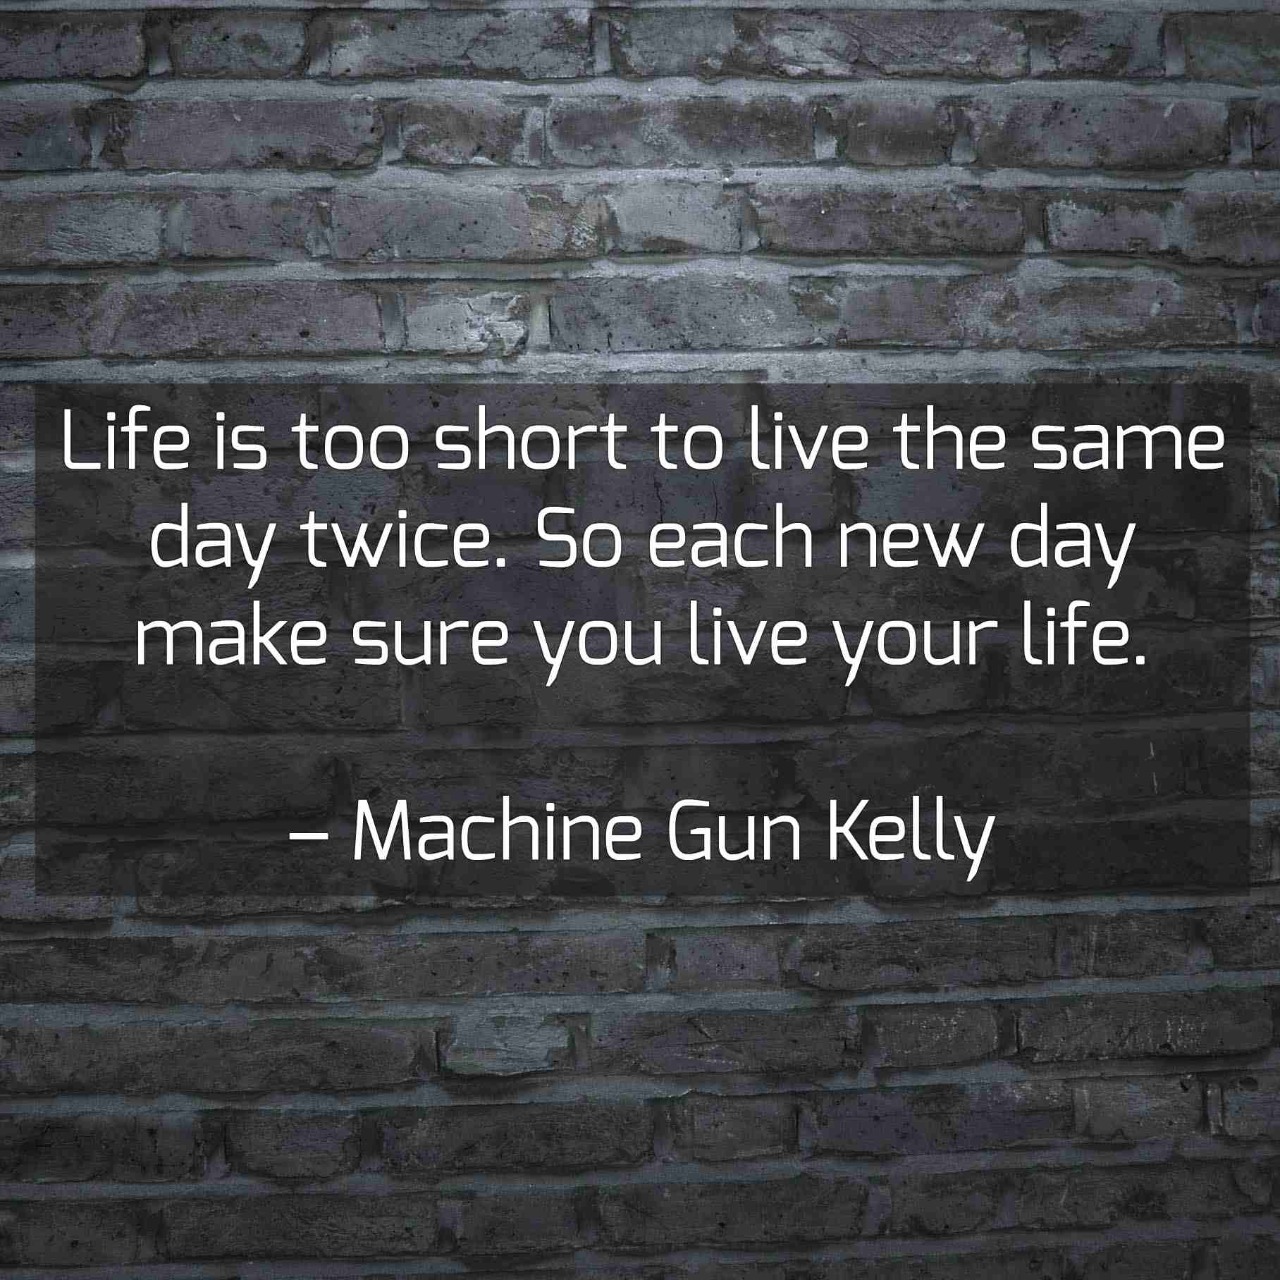 Life is too short to live the same
day twice. So each new day
make sure you live your life.
– Machine Gun Kelly